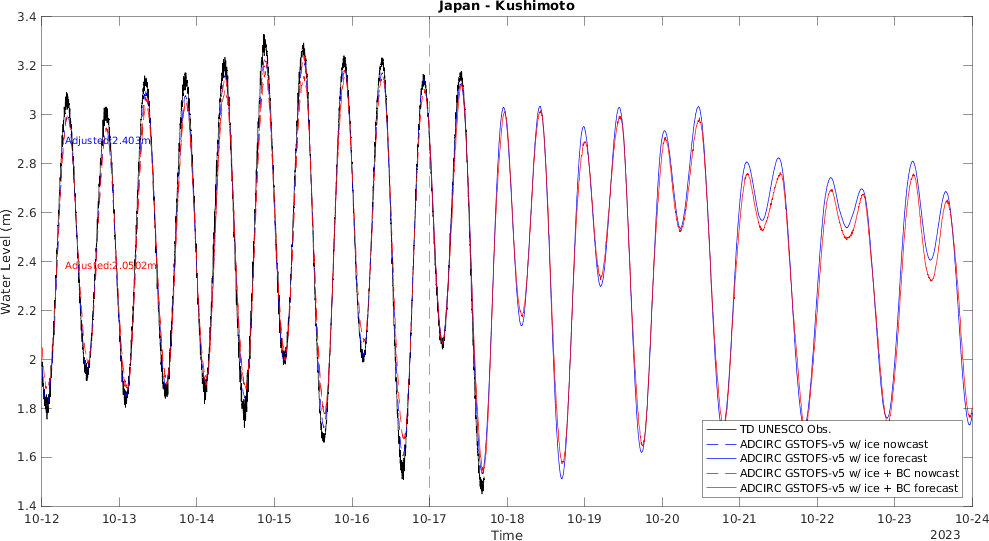 Japan - Kushimoto
3.4
3.2
3
2.8
2.6
2.4
2.2
2
1.8
1.6
1.4
Water Level (m)
Adjusted:2.403m
Adjusted:2.0502m
TD UNESCO Obs.
ADCIRC GSTOFS-v5 w/ ice nowcast
ADCIRC GSTOFS-v5 w/ ice forecast
ADCIRC GSTOFS-v5 w/ ice + BC nowcast
ADCIRC GSTOFS-v5 w/ ice + BC forecast
10-12 10-13 10-14 10-15 10-16 10-17 10-18 10-19 10-20 10-21 10-22 10-23 10-24
Time
2023